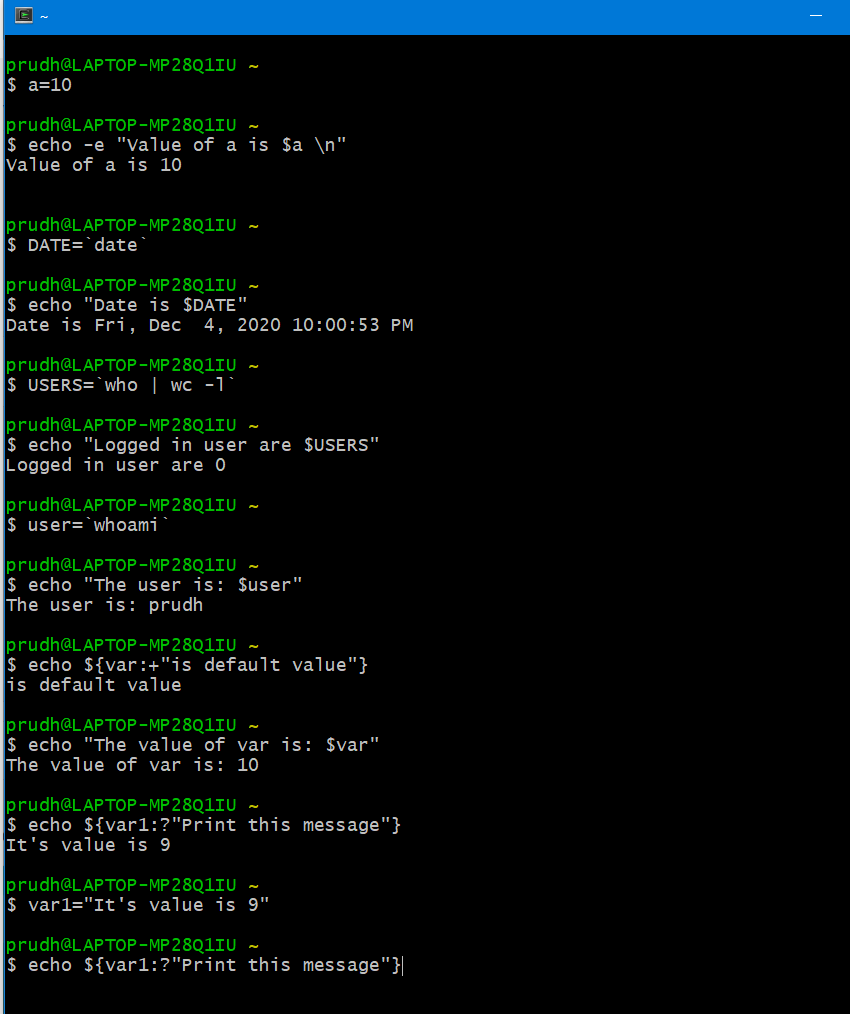 ~
prudh@LAPTOP-MP28Q1IU ~
$ a=10
prudh@LAPTOP-MP28Q1IU ~
$ echo -e "Value of a is $a \n"
Value of a is 10
prudh@LAPTOP-MP28Q1IU ~
$ DATE=`date`
prudh@LAPTOP-MP28Q1IU ~
$ echo "Date is $DATE"
Date is Fri, Dec  4, 2020 10:00:53 PM
prudh@LAPTOP-MP28Q1IU ~
$ USERS=`who | wc -l`
prudh@LAPTOP-MP28Q1IU ~
$ echo "Logged in user are $USERS"
Logged in user are 0
prudh@LAPTOP-MP28Q1IU ~
$ user=`whoami`
prudh@LAPTOP-MP28Q1IU ~
$ echo "The user is: $user"
The user is: prudh
prudh@LAPTOP-MP28Q1IU ~
$ echo ${var:+"is default value"}
is default value
prudh@LAPTOP-MP28Q1IU ~
$ echo "The value of var is: $var"
The value of var is: 10
prudh@LAPTOP-MP28Q1IU ~
$ echo ${var1:?"Print this message"}
It's value is 9
prudh@LAPTOP-MP28Q1IU ~
$ var1="It's value is 9"
prudh@LAPTOP-MP28Q1IU ~
$ echo ${var1:?"Print this message"}